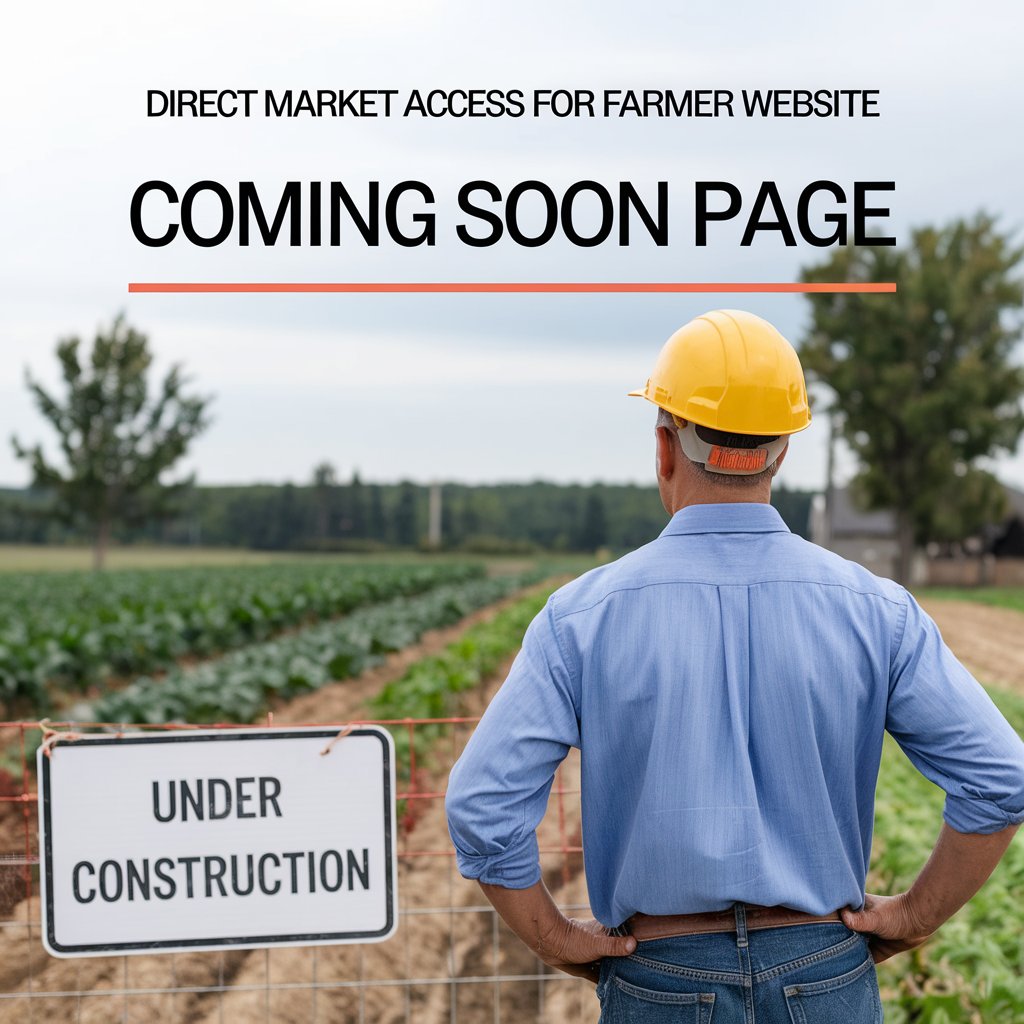 DIRECT MARKET ACCESS FOR FARMER WEBSITE
COMING SOON PAGE
UNDER
CONSTRUCTION